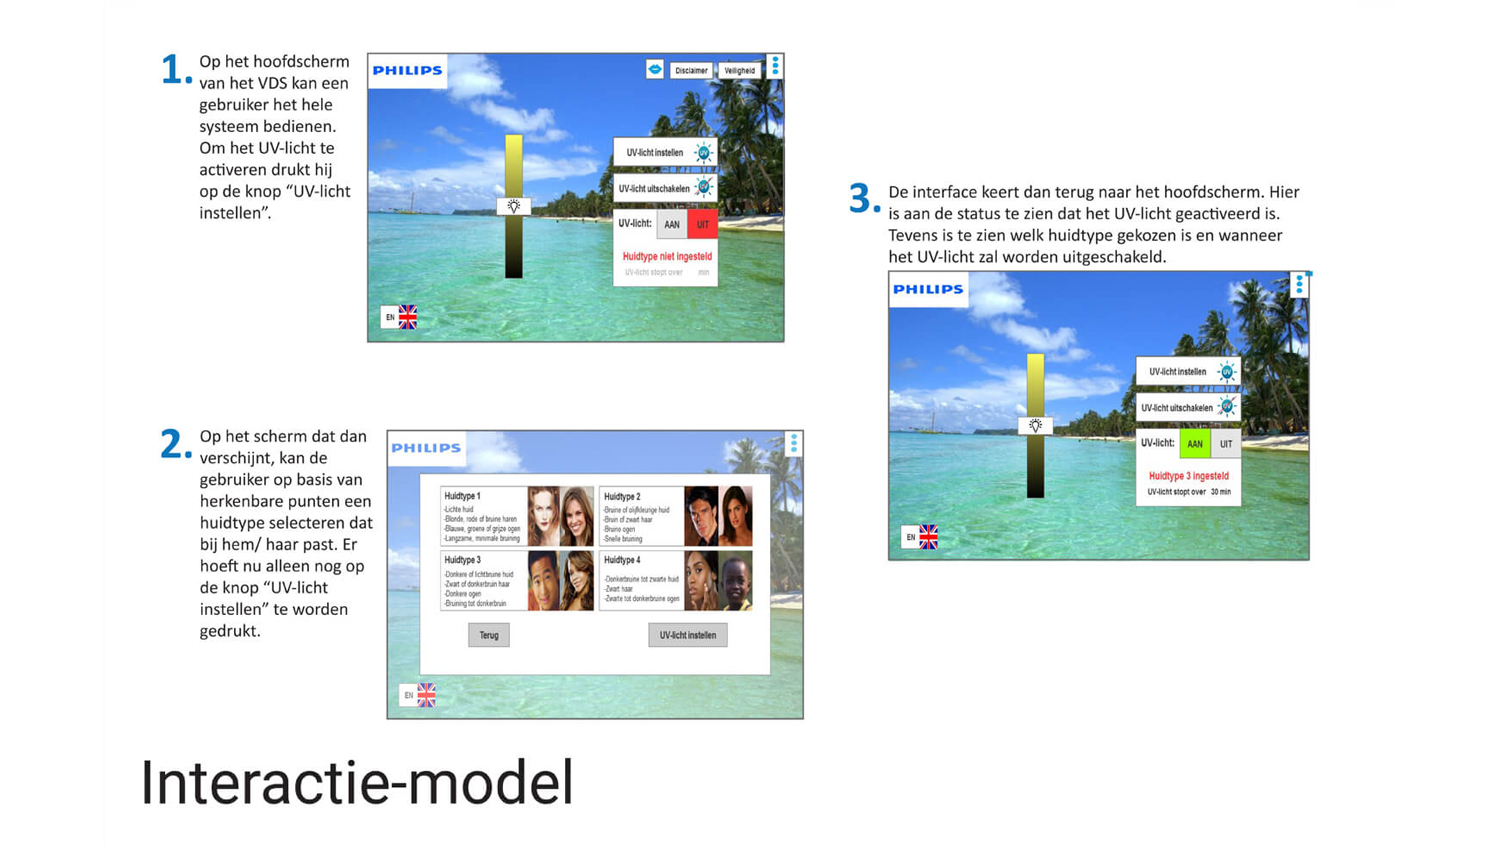 1.
Op het hoofdscherm
van het VDS kan een
gebruiker het hele
systeem bedienen.
Om het UV-licht te
activeren drukt hij
op de knop “UV-licht
instellen”.
PHILIPS
Disclaimer
Veiligheid
UV-licht instellen
UV
UV-licht uitschakelen
UV
UV-licht: AAN UIT
Huidtype niet ingesteld
UV-licht stopt over min
EN
2.
Op het scherm dat dan
verschijnt, kan de
gebruiker op basis van
herkenbare punten een
huidtype selecteren dat
bij hem/ haar past. Er
hoeft nu alleen nog op
de knop “UV-licht
instellen” te worden
gedrukt.
PHILIPS
Huidtype 1
-Lichte huid
-Blonde, rode of bruine haren
-Blauwe, groene of grijze ogen
-Langzame, minimale bruining
Huidtype 2
-Bruine of olijfkleurige huid
-Bruin of zwart haar
-Bruine ogen
-Snelle bruining
Huidtype 3
-Donkere of lichtbruine huid
-Zwart of donkerbruin haar
-Donkere ogen
-Bruining tot donkerbruin
Huidtype 4
-Donkerbruine tot zwarte huid
-Zwart haar
-Zwarte tot donkerbruine ogen
Terug
UV-licht instellen
EN
3.
De interface keert dan terug naar het hoofdscherm. Hier
is aan de status te zien dat het UV-licht geactiveerd is.
Tevens is te zien welk huidtype gekozen is en wanneer
het UV-licht zal worden uitgeschakeld.
PHILIPS
UV-licht instellen
UV
UV-licht uitschakelen
UV
UV-licht: AAN UIT
Huidtype 3 ingesteld
UV-licht stopt over 30 min
EN
Interactie-model